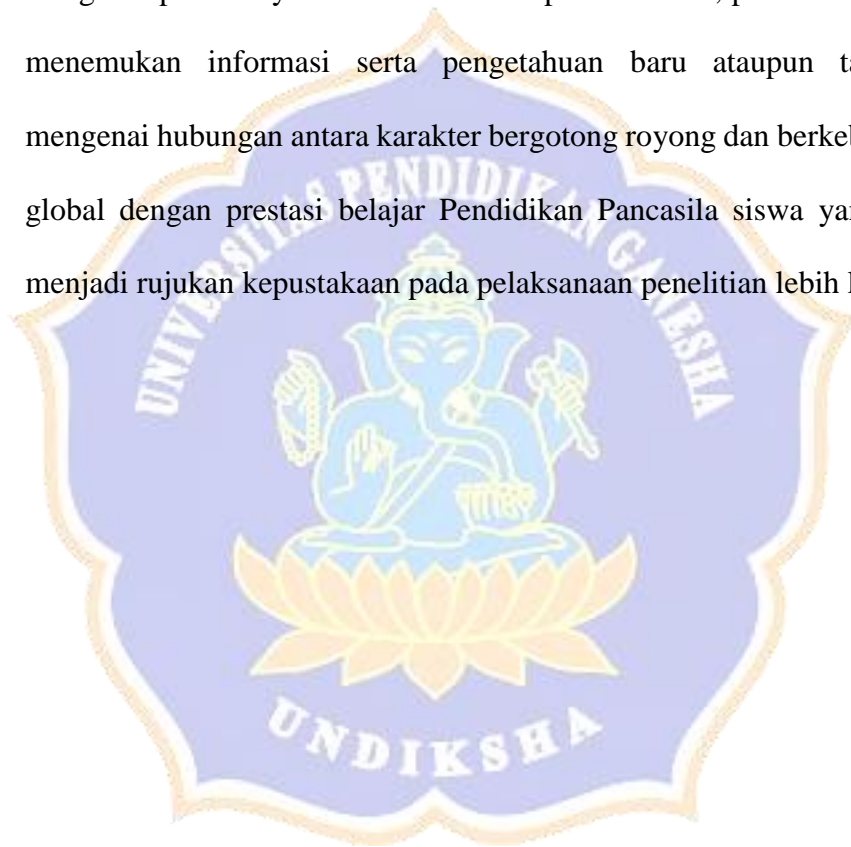 menemukan informasi serta pengetahuan baru ataupun
mengenai hubungan antara karakter bergotong royong dan
global dengan prestasi belajar Pendidikan Pancasila siswa
menjadi rujukan kepustakaan pada pelaksanaan penelitian lebih
UNIVERSITAS PENDIDIKAN GANESHA
UNDIKSHA